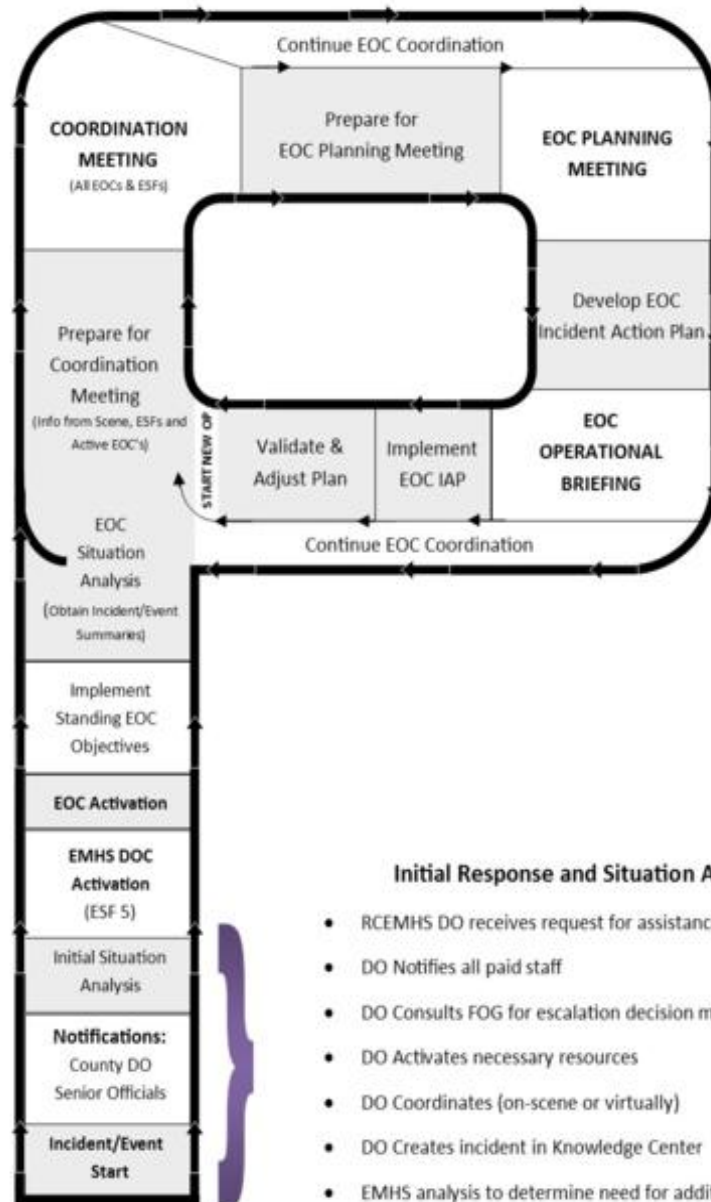 Continue EOC Coordination
COORDINATION
MEETING
(All EOCs & ESFs)
Prepare for
EOC Planning Meeting
EOC PLANNING
MEETING
Develop EOC
Incident Action Plan
Prepare for
Coordination
Meeting
(Info from Scene, ESFs and
Active EOC's)
START NEW OP
Validate &
Adjust Plan
Implement
EOC IAP
EOC
OPERATIONAL
BRIEFING
Continue EOC Coordination
EOC
Situation
Analysis
(Obtain Incident/Event
Summaries)
Implement
Standing EOC
Objectives
EOC Activation
EMHS DOC
Activation
(ESF 5)
Initial Situation
Analysis
Notifications:
County DO
Senior Officials
Incident/Event
Start
Initial Response and Situation A
• RCEMHS DO receives request for assistanc
• DO Notifies all paid staff
• DO Consults FOG for escalation decision m
• DO Activates necessary resources
• DO Coordinates (on-scene or virtually)
• DO Creates incident in Knowledge Center
• EMHS analysis to determine need for addit